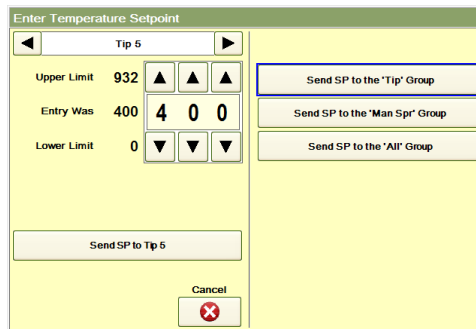 Enter Temperature Setpoint
Tip 5
Upper Limit 932
Entry Was 400 4 0 0
Lower Limit 0
Send SP to Tip 5
Cancel
Send SP to the 'Tip' Group
Send SP to the 'Man Spr' Group
Send SP to the 'All' Group